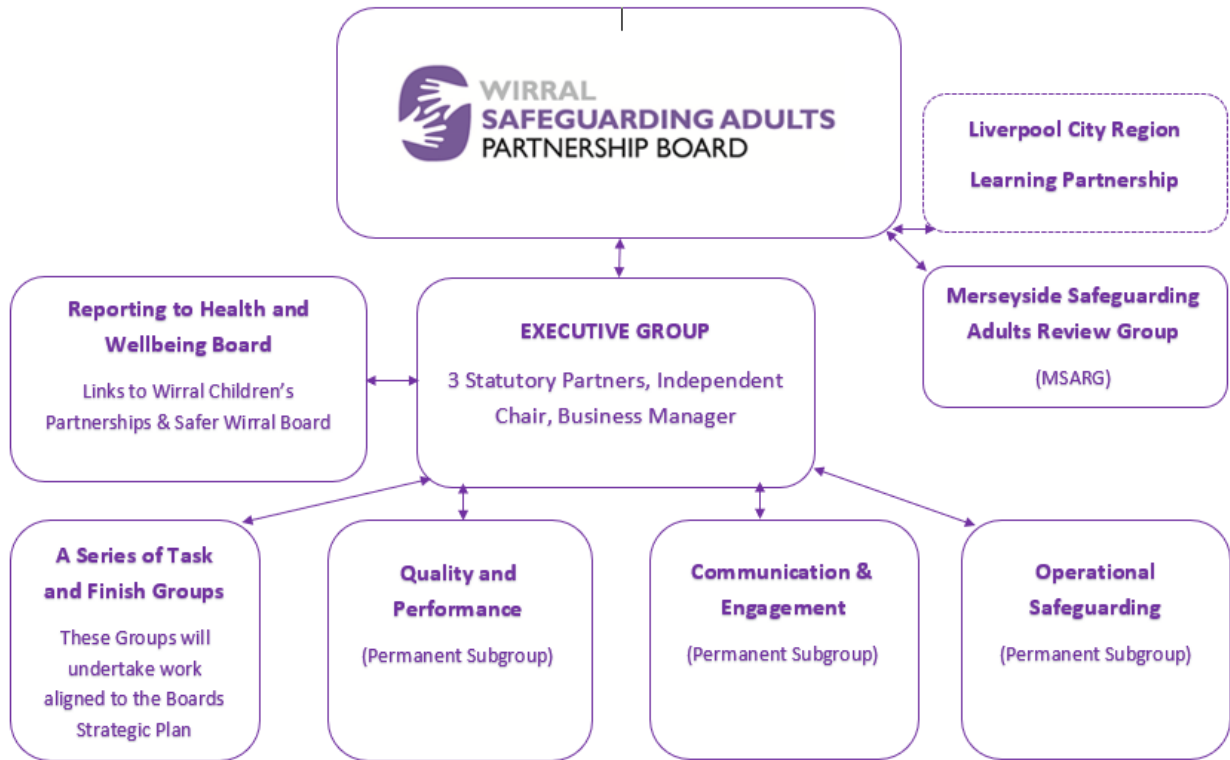 WIRRAL
SAFEGUARDING ADULTS
PARTNERSHIP BOARD
Liverpool City Region
Learning Partnership
Merseyside Safeguarding
Adults Review Group
(MSARG)
Reporting to Health and
Wellbeing Board
Links to Wirral Children’s
Partnerships & Safer Wirral Board
EXECUTIVE GROUP
3 Statutory Partners, Independent
Chair, Business Manager
A Series of Task
and Finish Groups
These Groups will
undertake work
aligned to the Boards
Strategic Plan
Quality and
Performance
(Permanent Subgroup)
Communication &
Engagement
(Permanent Subgroup)
Operational
Safeguarding
(Permanent Subgroup)